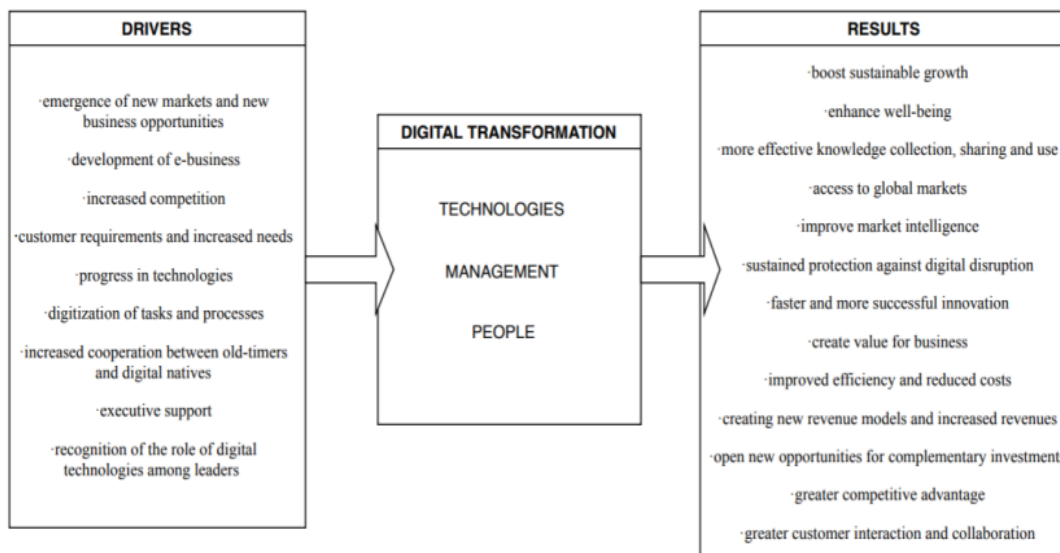 DRIVERS
·emergence of new markets and new
business opportunities
·development of e-business
·increased competition
·customer requirements and increased needs
·progress in technologies
·digitization of tasks and processes
·increased cooperation between old-timers
and digital natives
·executive support
·recognition of the role of digital
technologies among leaders
DIGITAL TRANSFORMATION
TECHNOLOGIES
MANAGEMENT
PEOPLE
RESULTS
·boost sustainable growth
·enhance well-being
·more effective knowledge collection, sharing and use
·access to global markets
·improve market intelligence
·sustained protection against digital disruption
·faster and more successful innovation
·create value for business
·improved efficiency and reduced costs
·creating new revenue models and increased revenues
·open new opportunities for complementary investment
·greater competitive advantage
·greater customer interaction and collaboration